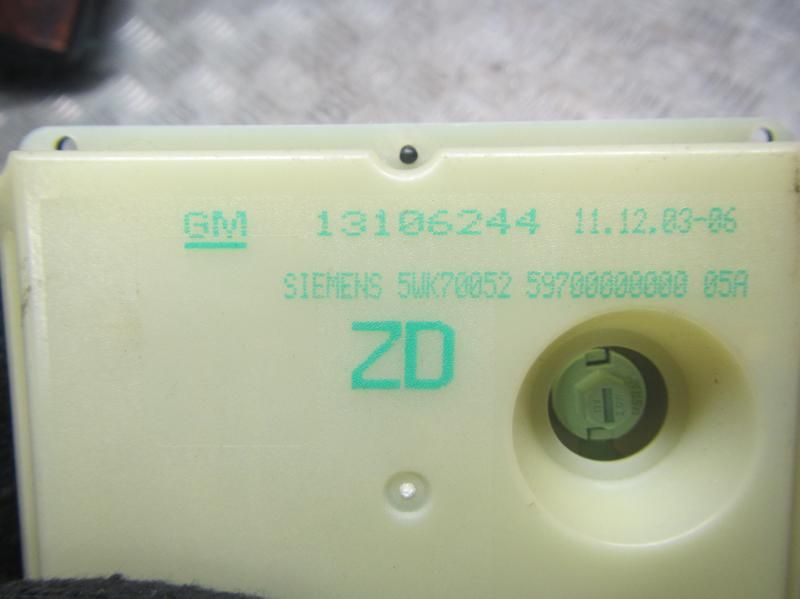 GM 13106244 11.12.03-06
SIEMENS 5WK70052 59700000000 05A
ZD